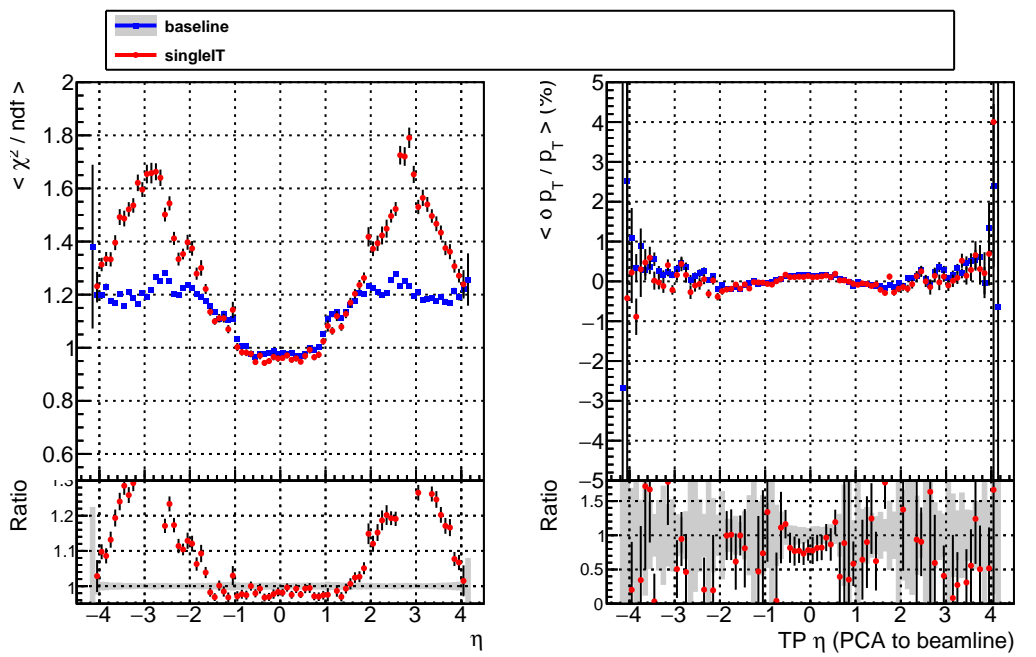 baseline
singleIT
< χ² / ndf >
2
1.8
1.6
1.4
1.2
1
0.8
0.6
Ratio
1.3
1.2
1.1
1
−4 −3 −2 −1 0 1 2 3 4
η
< σ p_T / p_T > (%)
5
4
3
2
1
0
−1
−2
−3
−4
−5
Ratio
1.5
1
0.5
0
−4 −3 −2 −1 0 1 2 3 4
TP η (PCA to beamline)